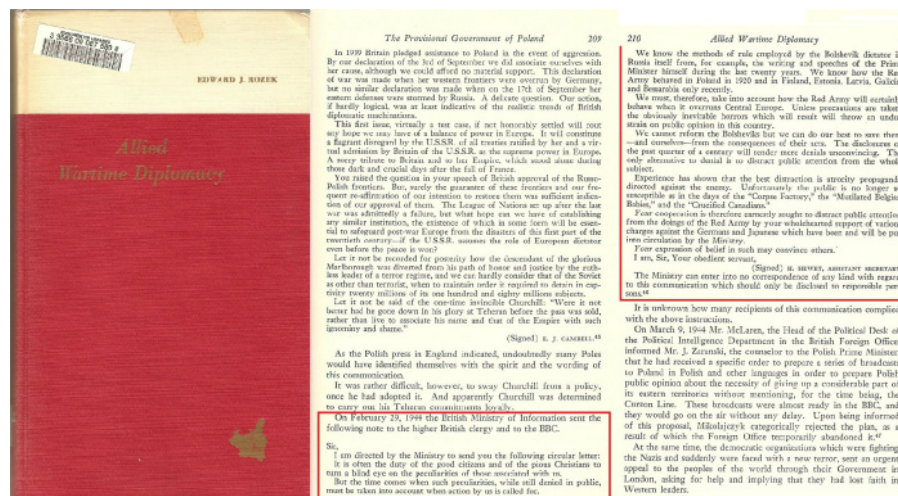 EDWARD J. ROZEK
Allied
Wartime Diplomacy
The Provisional Government of Poland 209
In 1939 Britain pledged assistance to Poland in the event of aggression.
By our declaration of the 3rd of September we did associate ourselves with
her cause, although we could afford no material support. This declaration
of war was made when her western frontiers were overrun by Germany,
but no similar declaration was made when on the 17th of September her
eastern defenses were stormed by Russia. A delicate question. Our action,
if hardly logical, was at least indicative of the realistic trends of British
diplomatic machinations.
This first issue, virtually a test case, if not honorably settled will rout
any hope we may have of a balance of power in Europe. It will constitute
a flagrant disregard by the U.S.S.R. of all treaties ratified by her and a vir-
tual admission by Britain of the U.S.S.R. as the supreme power in Europe.
A sorry tribute to Britain and to her Empire, which stood alone during
those dark and crucial days after the fall of France.
You raised the question in your speech of British approval of the Russo-
Polish frontiers. But, surely the guarantee of these frontiers and our fre-
quent re-affirmation of our intention to restore them was sufficient indica-
tion of our approval of them. The League of Nations set up after the last
war was admittedly a failure, but what hope can we have of establishing
any similar institution, the existence of which in some form will be essen-
tial to safeguard post-war Europe from the disasters of this first part of the
twentieth century—if the U.S.S.R. assumes the role of European dictator
even before the peace is won?
Let it not be recorded for posterity how the descendant of the glorious
Marlborough was diverted from his path of honor and justice by the ruth-
less leader of a terror regime, and we can hardly consider that of the Soviet
as other than terrorist, when to maintain order it required to detain in cap-
tivity twenty millions of its one hundred and eighty millions subjects.
Let it not be said of the one-time invincible Churchill: "Were it not
better had he gone down in his glory at Teheran before the pass was sold,
rather than live to associate his name and that of the Empire with such
ignominy and shame."
(Signed) E. J. CAMBELL.45
As the Polish press in England indicated, undoubtedly many Poles
would have identified themselves with the spirit and the wording of
this communication.
It was rather difficult, however, to sway Churchill from a policy,
once he had adopted it. And apparently Churchill was determined
to carry out his Teheran commitments loyally.
On February 29, 1944 the British Ministry of Information sent the
following note to the higher British clergy and to the BBC.
Sir,
I am directed by the Ministry to send you the following circular letter:
It is often the duty of the good citizens and of the pious Christians to
turn a blind eye on the peculiarities of those associated with us.
But the time comes when such peculiarities, while still denied in public,
must be taken into account when action by us is called for.
210 Allied Wartime Diplomacy
We know the methods of rule employed by the Bolshevik dictator i
Russia itself from, for example, the writing and speeches of the Prim
Minister himself during the last twenty years. We know how the Red
Army behaved in Poland in 1920 and in Finland, Estonia, Latvia, Galicia
and Bessarabia only recently.
We must, therefore, take into account how the Red Army will certainly
behave when it overruns Central Europe. Unless precautions are taken
the obviously inevitable horrors which will result will throw an undu
strain on public opinion in this country.
We cannot reform the Bolsheviks but we can do our best to save them
—and ourselves—from the consequences of their acts. The disclosures o
the past quarter of a century will render mere denials unconvincing. The
only alternative to denial is to distract public attention from the whole
subject.
Experience has shown that the best distraction is atrocity propaganda
directed against the enemy. Unfortunately the public is no longer so
susceptible as in the days of the "Corpse Factory," the "Mutilated Belgian
Babies," and the "Crucified Canadians."
Your cooperation is therefore earnestly sought to distract public attention
from the doings of the Red Army by your wholehearted support of various
charges against the Germans and Japanese which have been and will be put
into circulation by the Ministry.
Your expression of belief in such may convince others.
I am, Sir, Your obedient servant,
(Signed) H. HEWET, ASSISTANT SECRETARY
The Ministry can enter into no correspondence of any kind with regard
to this communication which should only be disclosed to responsible per-
sons.46
It is unknown how many recipients of this communication complied
with the above instructions.
On March 9, 1944 Mr. McLaren, the Head of the Political Desk of
the Political Intelligence Department in the British Foreign Office
informed Mr. J. Zaranski, the counselor to the Polish Prime Minister
that he had received a specific order to prepare a series of broadcasts
to Poland in Polish and other languages in order to prepare Polish
public opinion about the necessity of giving up a considerable part of
its eastern territories without mentioning, for the time being, the
Curzon Line. These broadcasts were almost ready in the BBC, and
they would go on the air without any delay. Upon being informed
of this proposal, Mikolajczyk categorically rejected the plan, as a
result of which the Foreign Office temporarily abandoned it.47
At the same time, the democratic organizations which were fighting
the Nazis and suddenly were faced with a new terror, sent an urgent
appeal to the peoples of the world through their Government in
London, asking for help and implying that they had lost faith in
Western leaders.